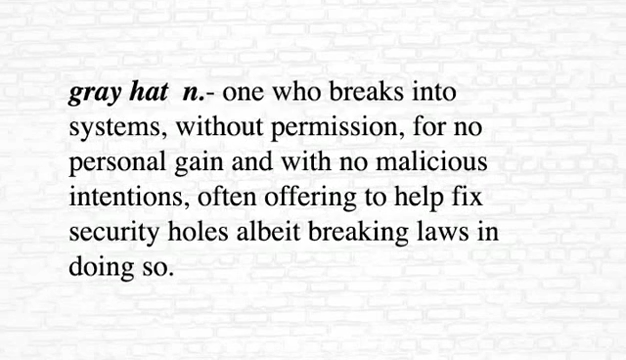 gray hat n.- one who breaks into
systems, without permission, for no
personal gain and with no malicious
intentions, often offering to help fix
security holes albeit breaking laws in
doing so.